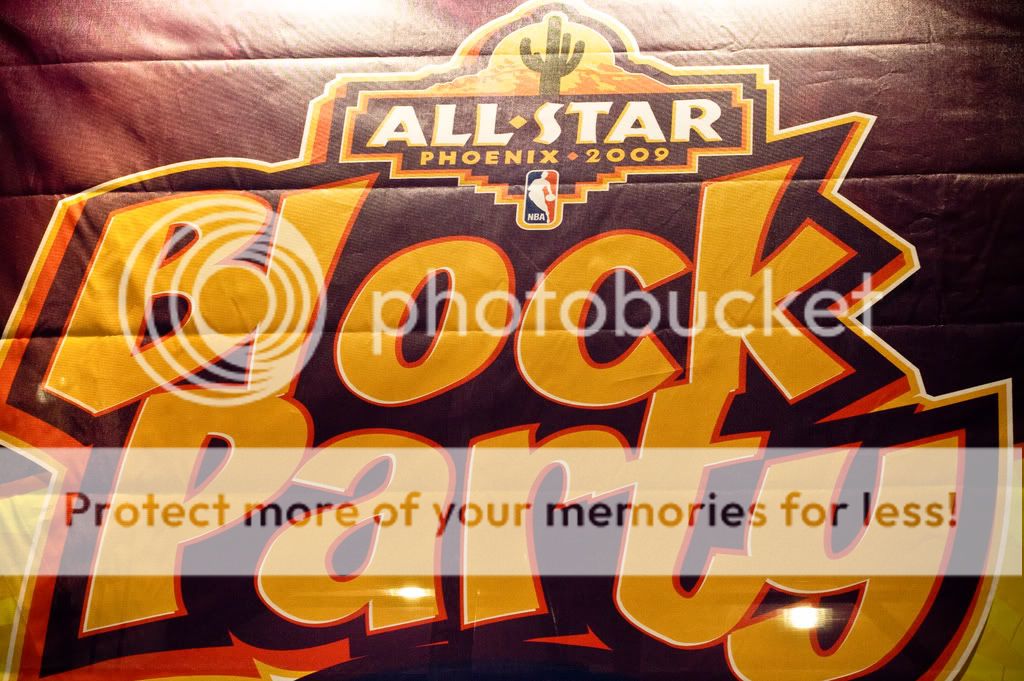 ALL·STAR
PHOENIX · 2009
NBA
Block
photobucket
Party
Protect more of your memories for less!